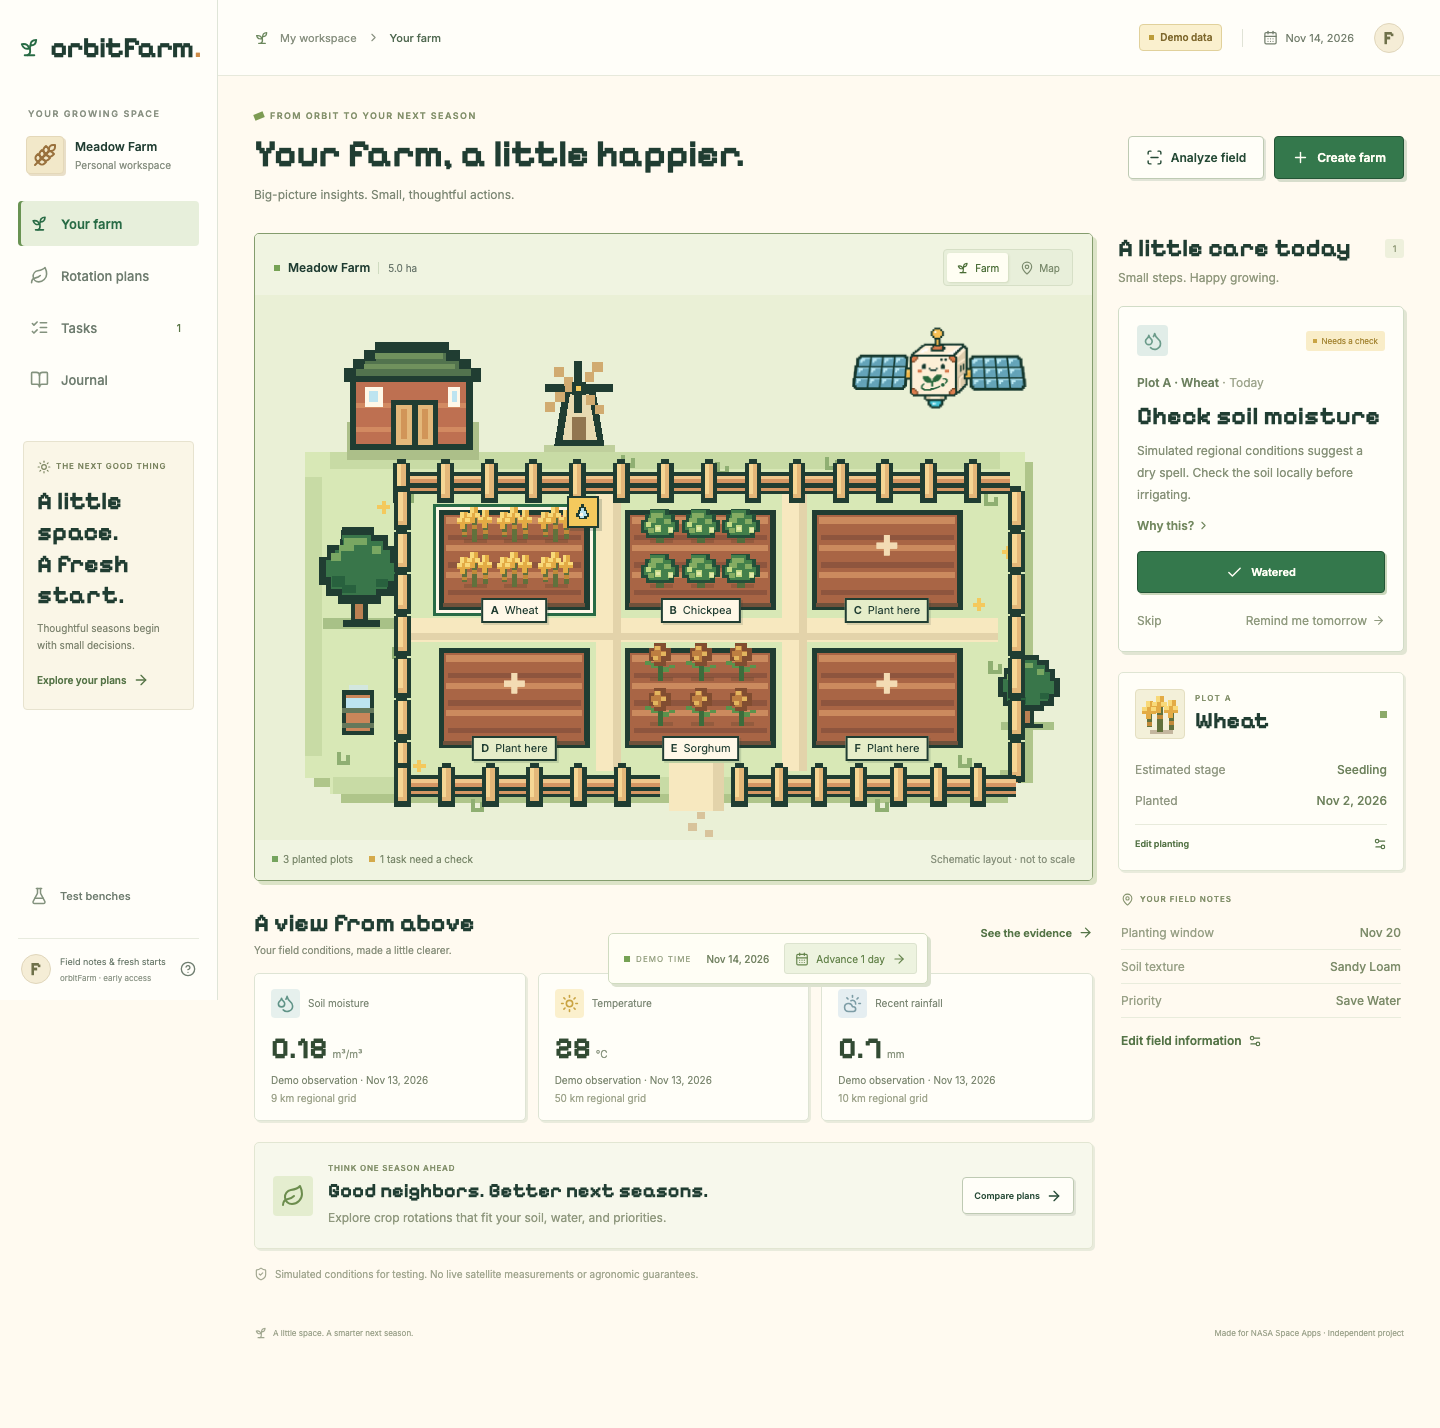 orbitFarm.
YOUR GROWING SPACE
Meadow Farm
Personal workspace
Your farm
Rotation plans
Tasks 1
Journal
THE NEXT GOOD THING
A little
space.
A fresh
start.
Thoughtful seasons begin
with small decisions.
Explore your plans
Test benches
F
Field notes & fresh starts
orbitFarm · early access
My workspace > Your farm
Demo data
Nov 14, 2026
F
FROM ORBIT TO YOUR NEXT SEASON
Your farm, a little happier.
Big-picture insights. Small, thoughtful actions.
Analyze field
Create farm
Meadow Farm 5.0 ha
Farm
Map
A Wheat
B Chickpea
C Plant here
D Plant here
E Sorghum
F Plant here
3 planted plots
1 task need a check
Schematic layout · not to scale
A view from above
Your field conditions, made a little clearer.
See the evidence
DEMO TIME Nov 14, 2026 Advance 1 day
Soil moisture
0.18 m³/m³
Demo observation · Nov 13, 2026
9 km regional grid
Temperature
28 °C
Demo observation · Nov 13, 2026
50 km regional grid
Recent rainfall
0.7 mm
Demo observation · Nov 13, 2026
10 km regional grid
THINK ONE SEASON AHEAD
Good neighbors. Better next seasons.
Explore crop rotations that fit your soil, water, and priorities.
Compare plans
Simulated conditions for testing. No live satellite measurements or agronomic guarantees.
A little care today 1
Small steps. Happy growing.
Needs a check
Plot A · Wheat · Today
Check soil moisture
Simulated regional conditions suggest a
dry spell. Check the soil locally before
irrigating.
Why this?
Watered
Skip
Remind me tomorrow
PLOT A
Wheat
Estimated stage Seedling
Planted Nov 2, 2026
Edit planting
YOUR FIELD NOTES
Planting window Nov 20
Soil texture Sandy Loam
Priority Save Water
Edit field information
A little space. A smarter next season.
Made for NASA Space Apps · Independent project